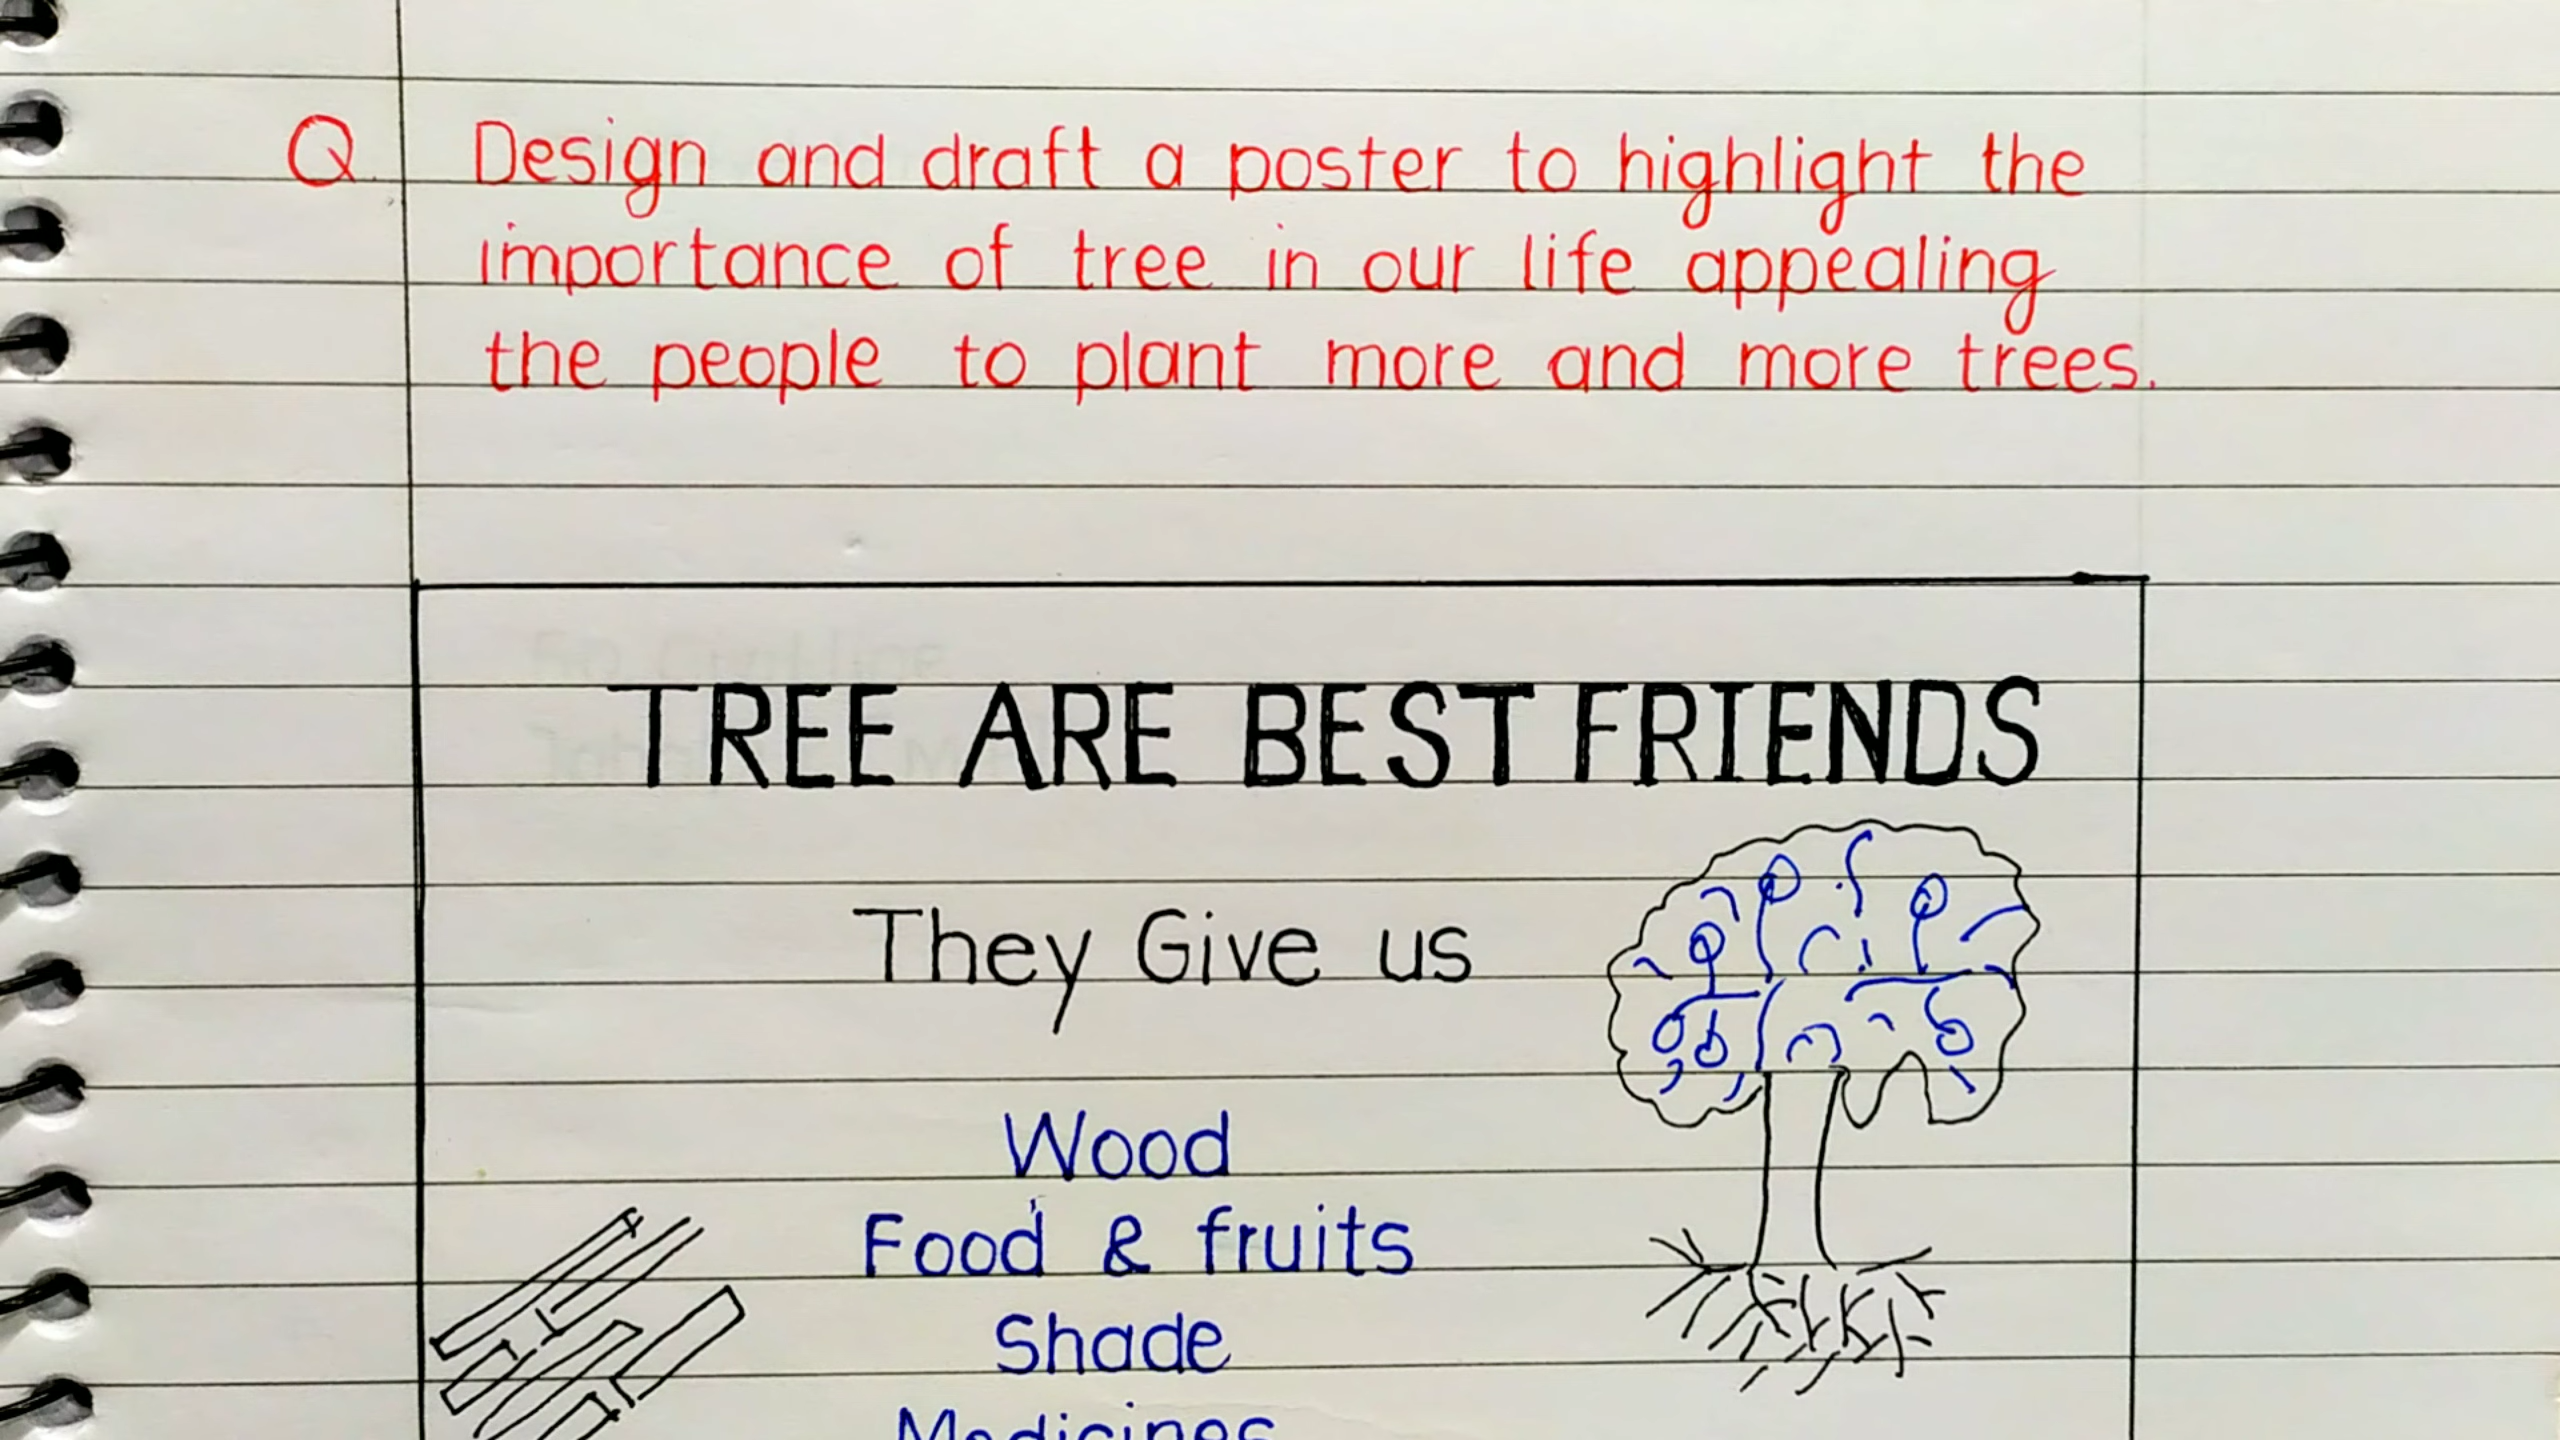 Q. Design and draft a poster to highlight the
importance of tree in our life appealing
the people to plant more and more trees.
TREE ARE BEST FRIENDS
They Give us
Wood
Food & fruits
Shade
Medicines